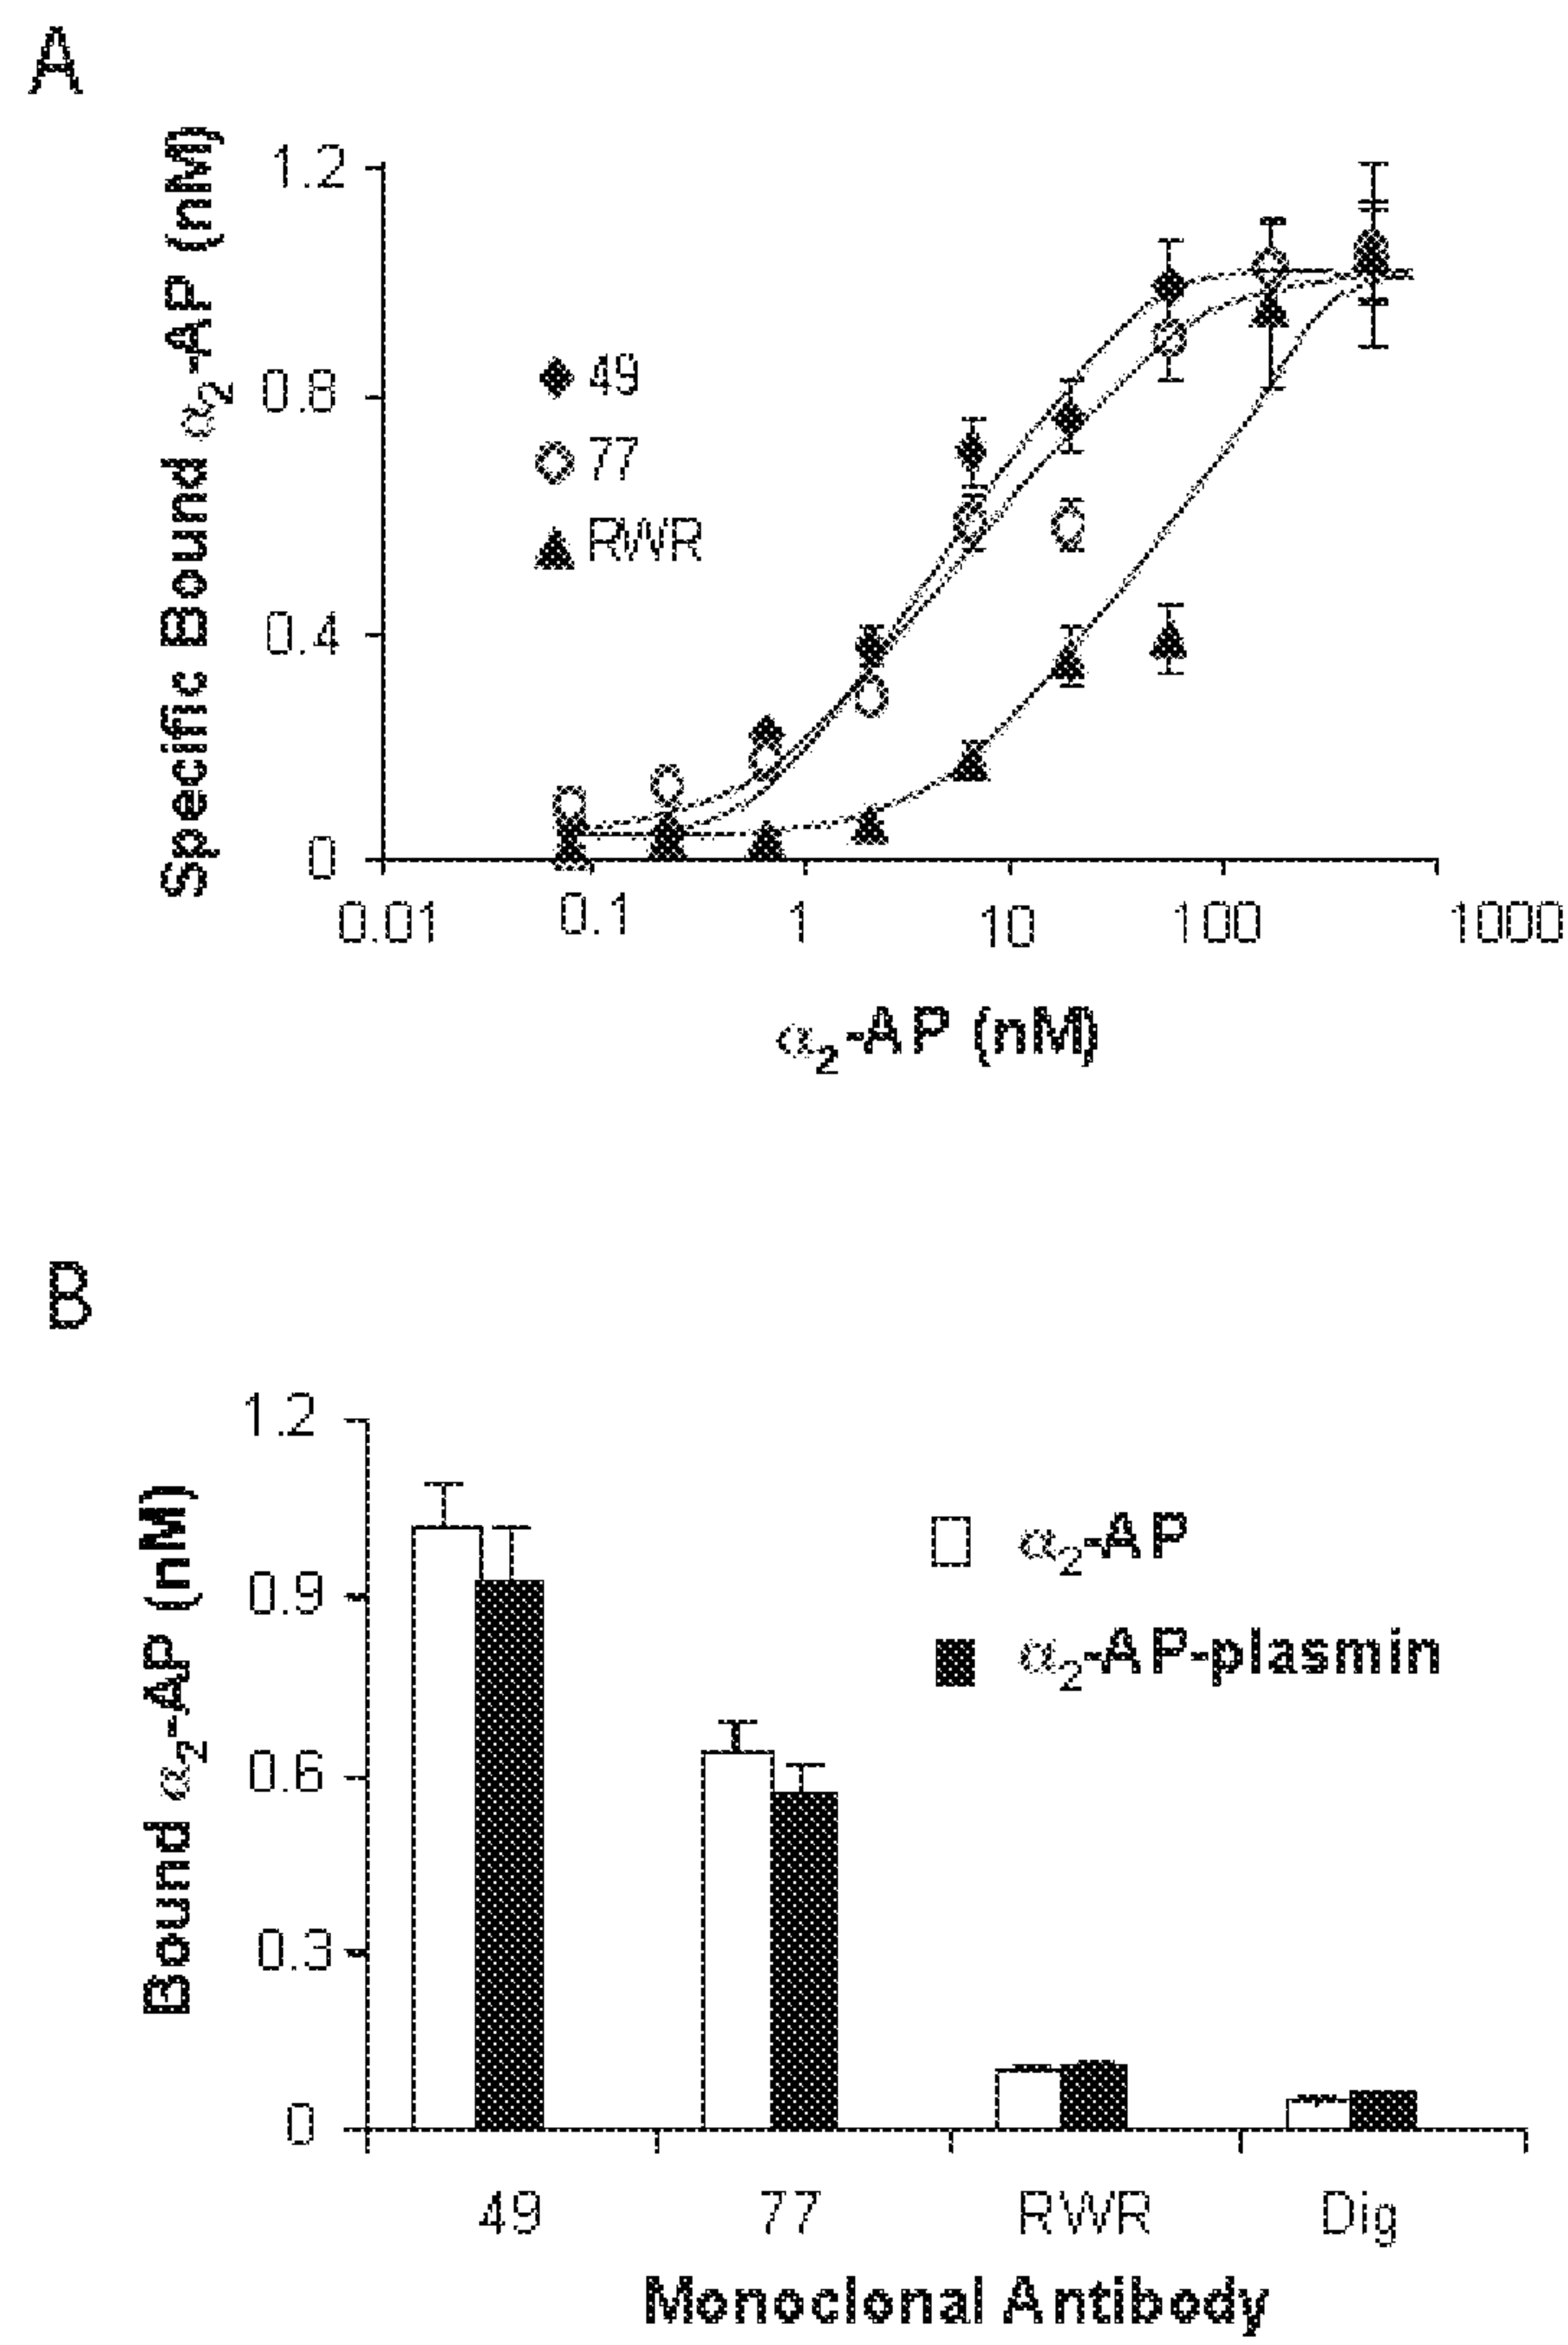 A
Specific Bound α2-AP (nM)
1.2
0.8
0.4
0
49
77
RWR
0.01
0.1
1
10
100
1000
α2-AP (nM)
B
Bound α2-AP (nM)
1.2
0.9
0.6
0.3
0
α2-AP
α2-AP-plasmin
49
77
RWR
Dig
Monoclonal Antibody